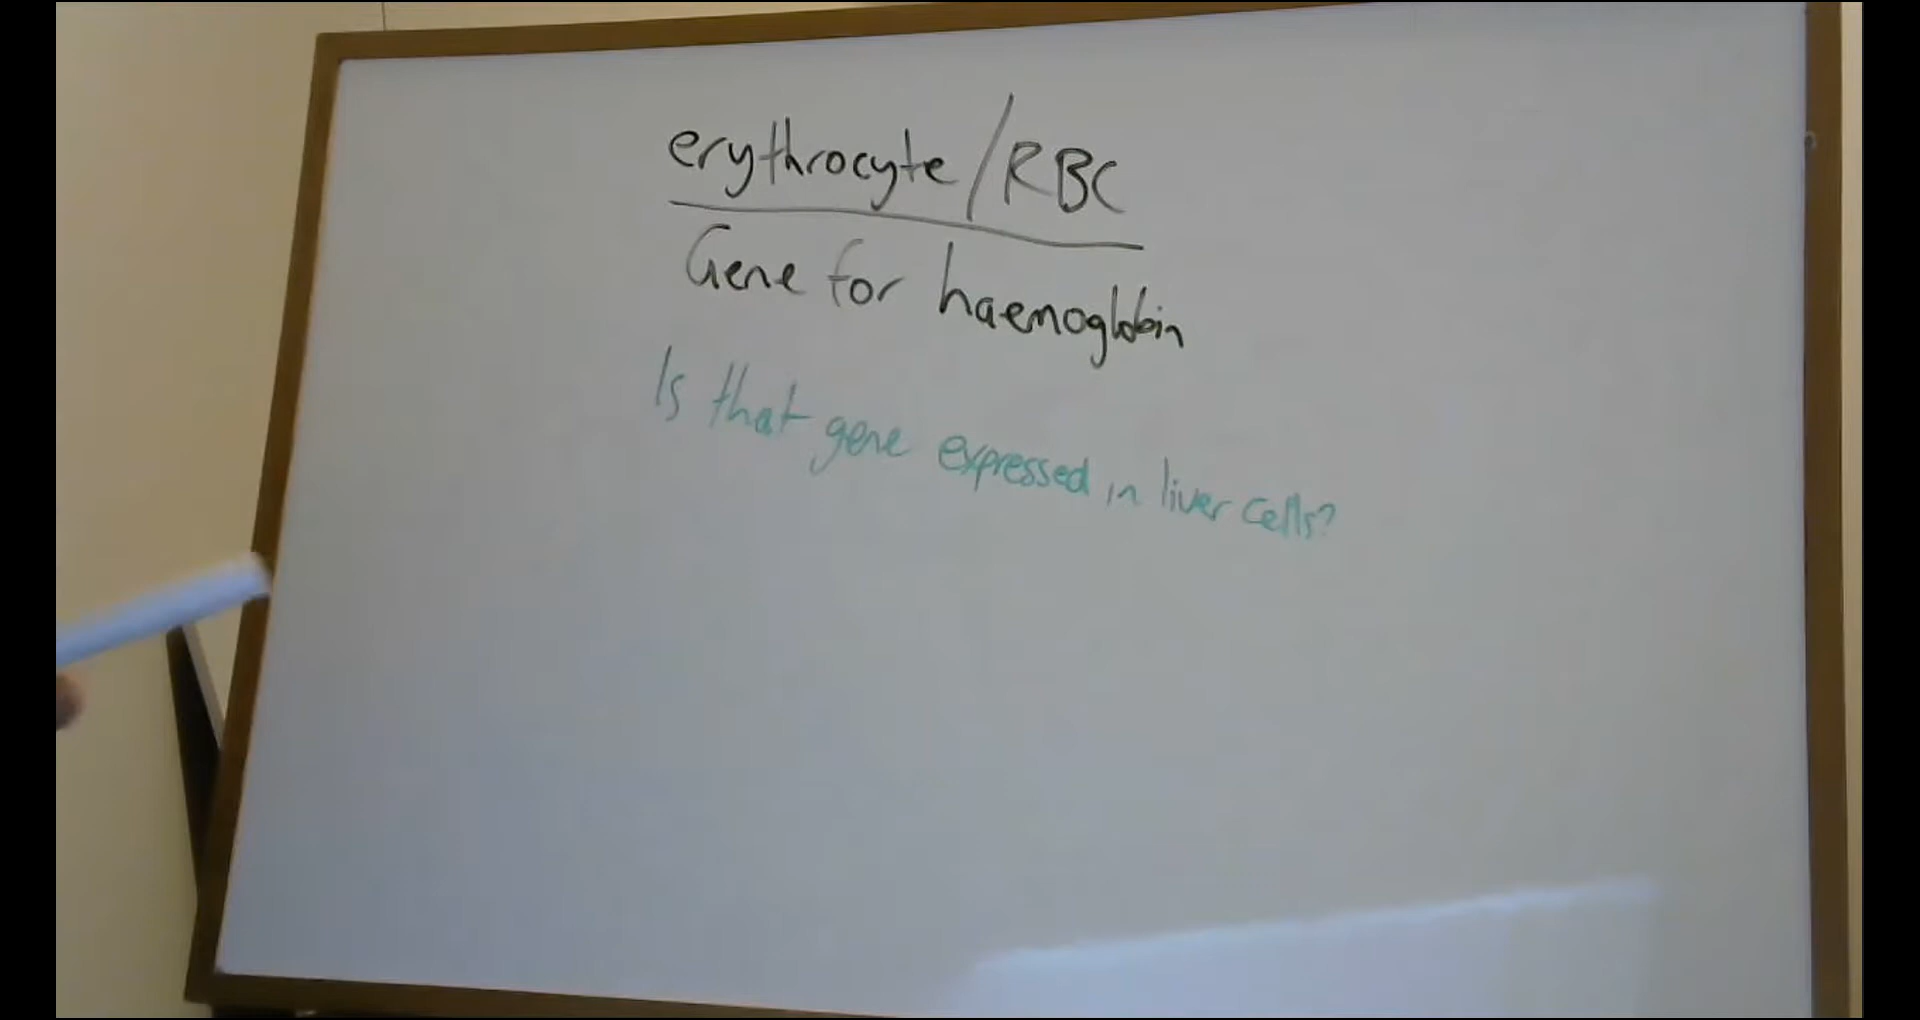 erythrocyte/RBC
Gene for haemoglobin
Is that gene expressed in liver cells?